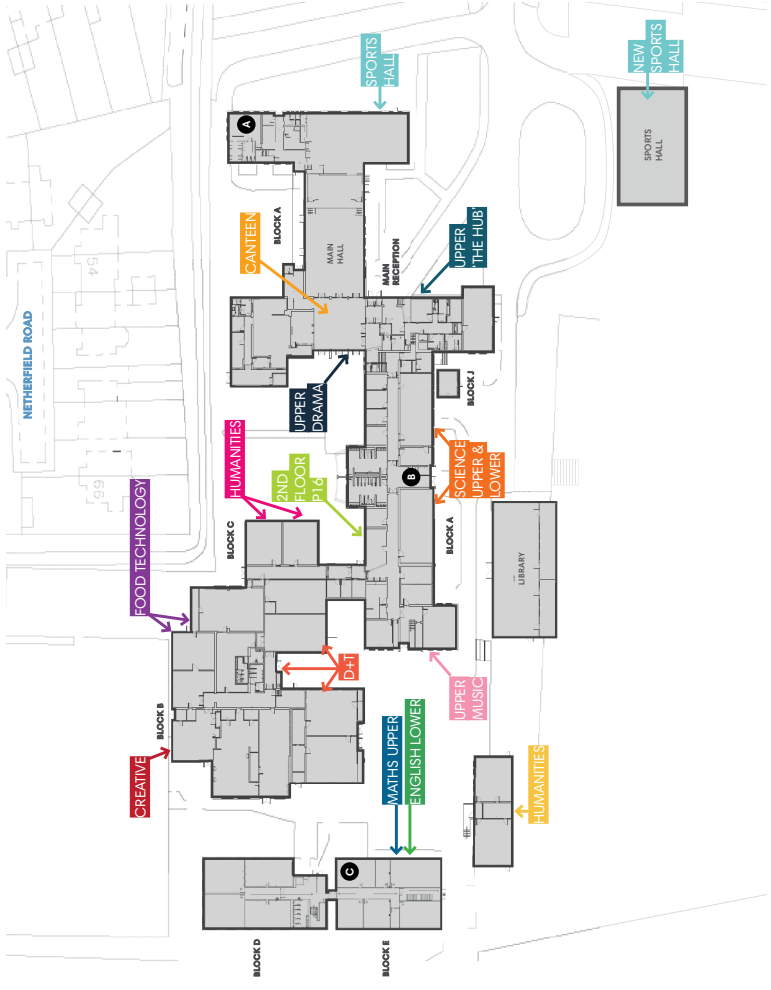 NETHERFIELD ROAD
54
66
SPORTS
HALL
NEW
SPORTS
HALL
SPORTS
HALL
A
BLOCK A
CANTEEN
MAIN
HALL
MAIN
RECEPTION
UPPER
'THE HUB'
UPPER
DRAMA
BLOCK J
HUMANITIES
2ND
FLOOR
P16
B
SCIENCE
UPPER &
LOWER
BLOCK A
BLOCK C
FOOD TECHNOLOGY
LIBRARY
D+T
UPPER
MUSIC
BLOCK B
CREATIVE
MATHS UPPER
ENGLISH LOWER
HUMANITIES
C
BLOCK D
BLOCK E